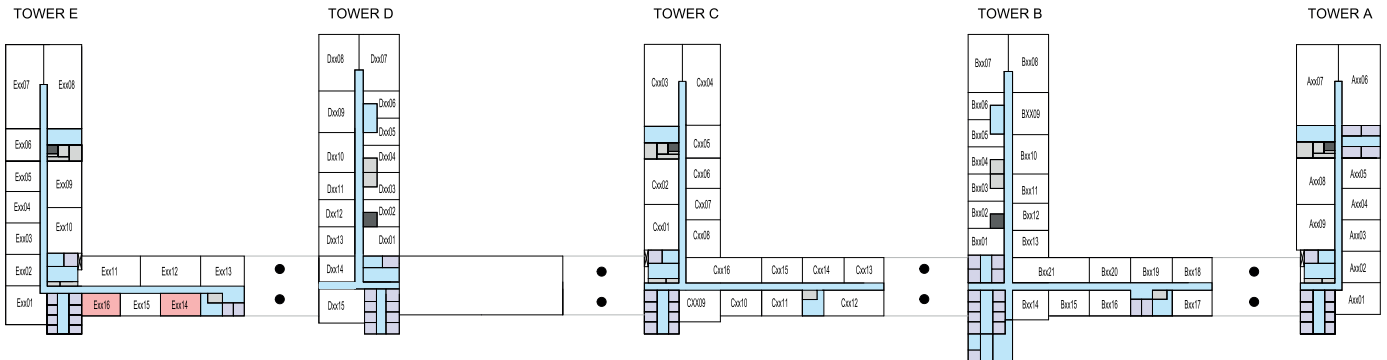 TOWER E
TOWER D
TOWER C
TOWER B
TOWER A
Exx07
Exx08
Exx06
Exx05
Exx09
Exx04
Exx03
Exx10
Exx02
Exx11
Exx12
Exx13
Exx01
Exx16
Exx15
Exx14
Dxx08
Dxx07
Dxx06
Dxx09
Dxx05
Dxx10
Dxx04
Dxx11
Dxx03
Dxx12
Dxx02
Dxx13
Dxx01
Dxx14
Dxx15
Cxx03
Cxx04
Cxx05
Cxx02
Cxx06
Cxx07
Cxx01
Cxx08
Cxx16
Cxx15
Cxx14
Cxx13
CXX09
Cxx10
Cxx11
Cxx12
Bxx07
Bxx08
Bxx06
BXX09
Bxx05
Bxx04
Bxx10
Bxx03
Bxx11
Bxx02
Bxx12
Bxx01
Bxx13
Bxx21
Bxx20
Bxx19
Bxx18
Bxx14
Bxx15
Bxx16
Bxx17
Axx07
Axx06
Axx05
Axx08
Axx04
Axx09
Axx03
Axx02
Axx01